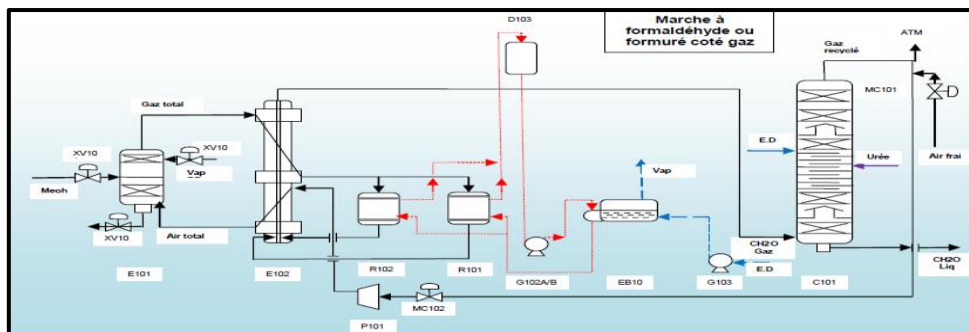 D103
Marche à
formaldéhyde ou
formuré coté gaz
ATM
Gaz
recyclé
MC101
Gaz total
XV10
XV10
E.D
Vap
Urée
Air frai
Meoh
Vap
XV10
Air total
CH2O
Gaz
CH2O
Liq
E.D
E101
E102
R102
R101
G102A/B
EB10
G103
C101
MC102
P101